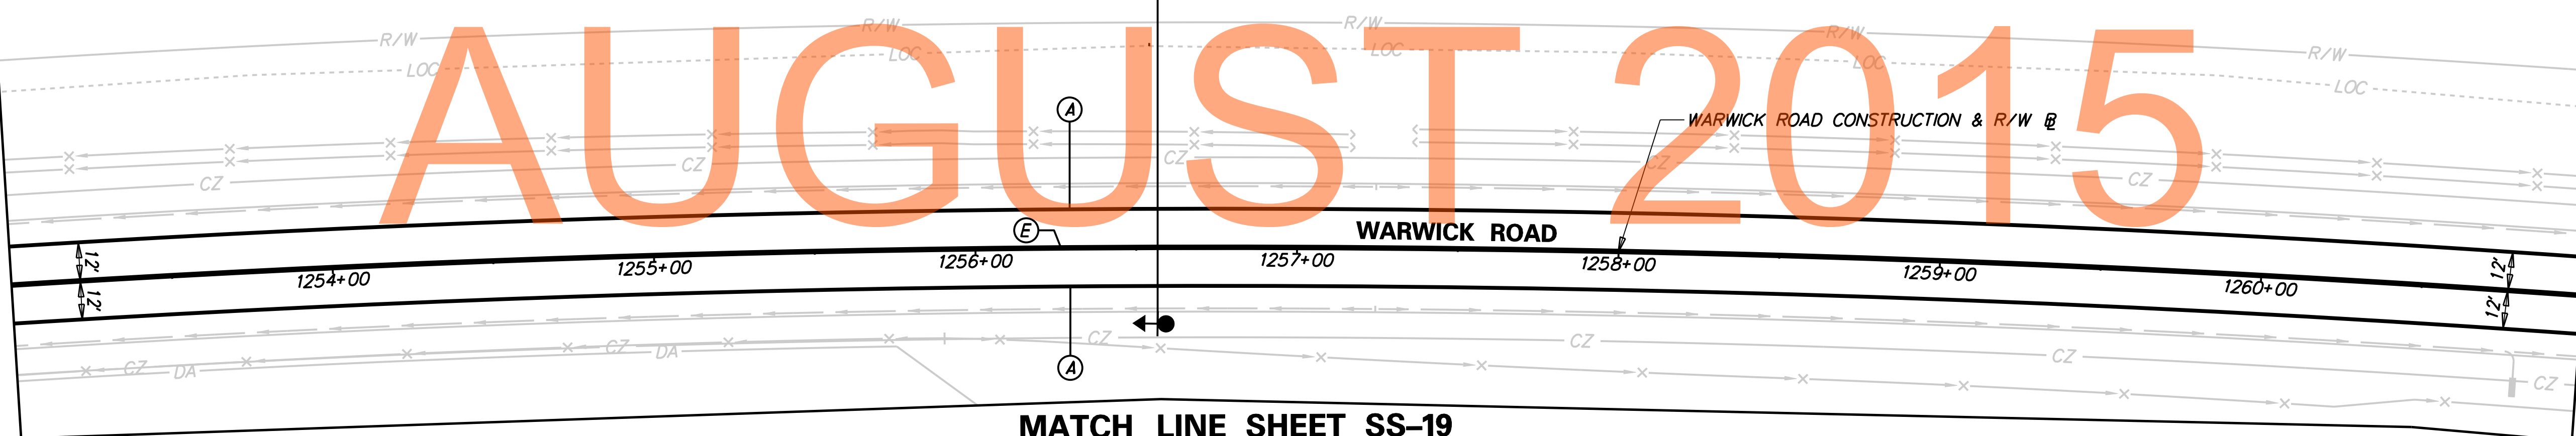 R/W R/W R/W R/W R/W
LOC LOC LOC LOC LOC
AUGUST 2015
A
WARWICK ROAD CONSTRUCTION & R/W
CZ CZ CZ CZ CZ
E
WARWICK ROAD
12' 12'
1254+00 1255+00 1256+00 1257+00 1258+00 1259+00 1260+00
12' 12'
CZ DA CZ DA CZ CZ CZ CZ
A
MATCH LINE SHEET SS-19